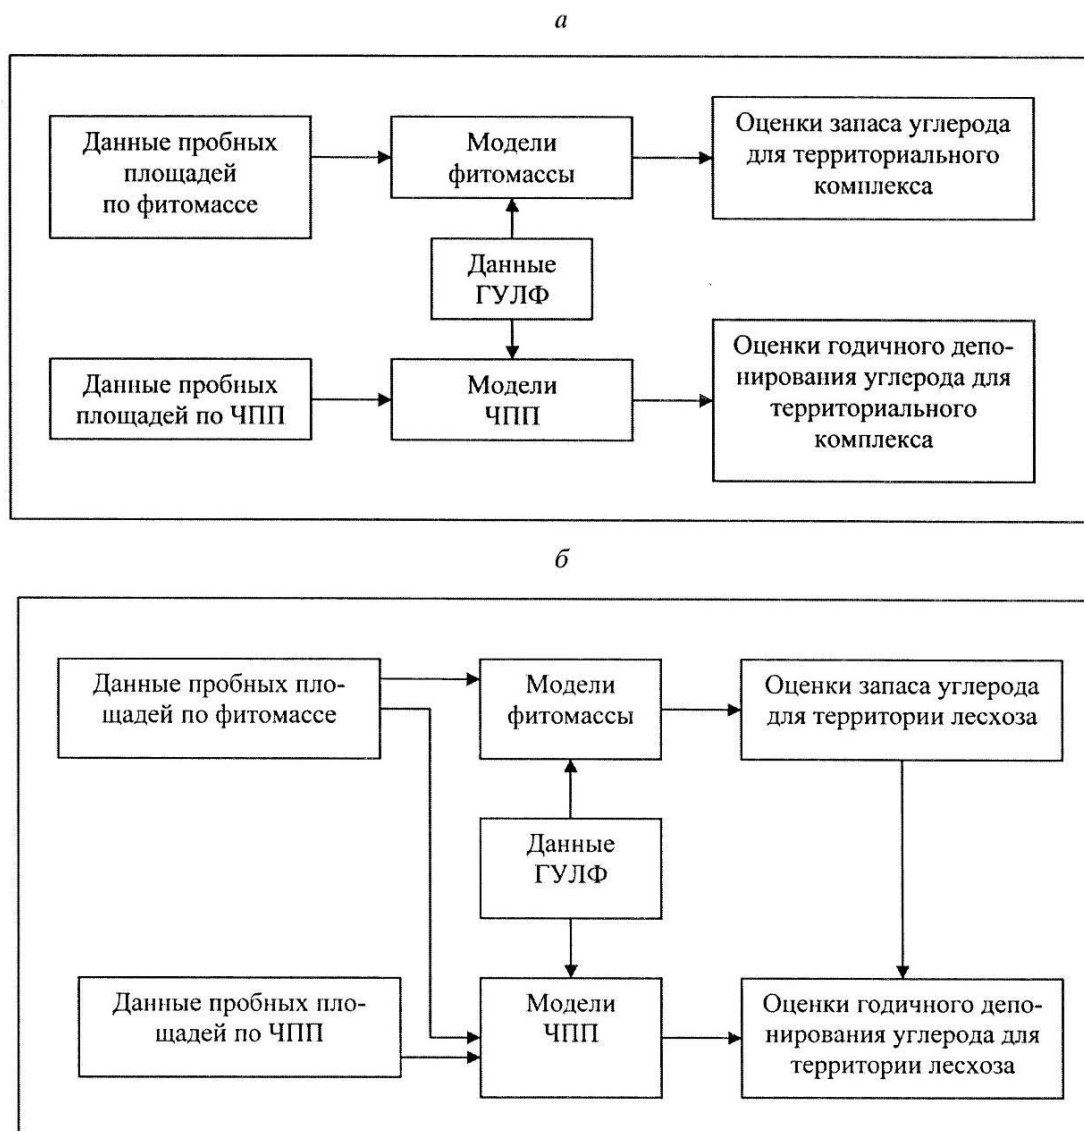 а
Данные пробных
площадей
по фитомассе
Модели
фитомассы
Оценки запаса углерода
для территориального
комплекса
Данные
ГУЛФ
Данные пробных
площадей по ЧПП
Модели
ЧПП
Оценки годичного депо-
нирования углерода для
территориального
комплекса
б
Данные пробных пло-
щадей по фитомассе
Модели
фитомассы
Оценки запаса углерода
для территории лесхоза
Данные
ГУЛФ
Данные пробных пло-
щадей по ЧПП
Модели
ЧПП
Оценки годичного депо-
нирования углерода для
территории лесхоза